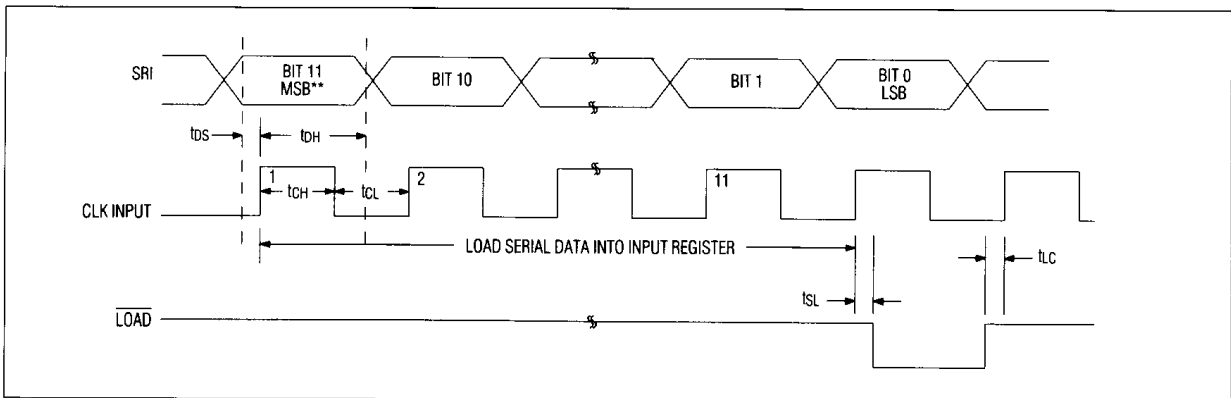 SRI
BIT 11
MSB**
BIT 10
BIT 1
BIT 0
LSB
tDS
tDH
1
tCH
tCL
2
11
CLK INPUT
LOAD SERIAL DATA INTO INPUT REGISTER
tLC
tSL
LOAD